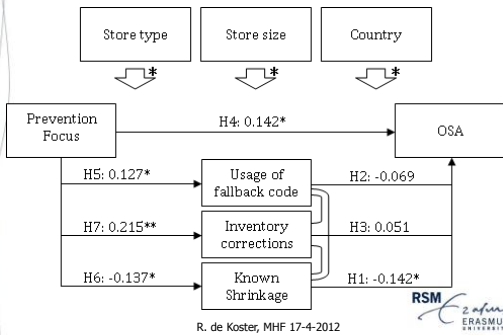 Store type
Store size
Country
*
*
*
Prevention
Focus
H4: 0.142*
OSA
H5: 0.127*
Usage of
fallback code
H2: -0.069
H7: 0.215**
Inventory
corrections
H3: 0.051
H6: -0.137*
Known
Shrinkage
H1: -0.142*
RSM
ERASMUS
R. de Koster, MHF 17-4-2012